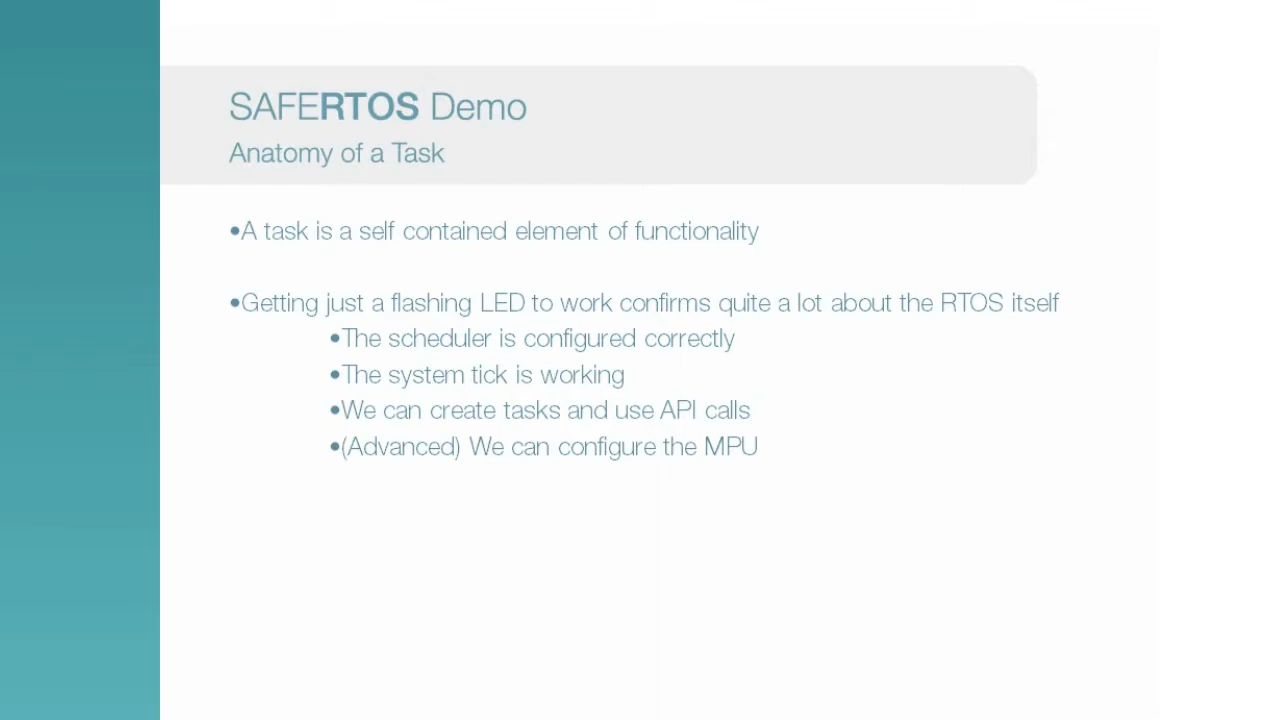 SAFERTOS Demo
Anatomy of a Task
•A task is a self contained element of functionality
•Getting just a flashing LED to work confirms quite a lot about the RTOS itself
•The scheduler is configured correctly
•The system tick is working
•We can create tasks and use API calls
•(Advanced) We can configure the MPU